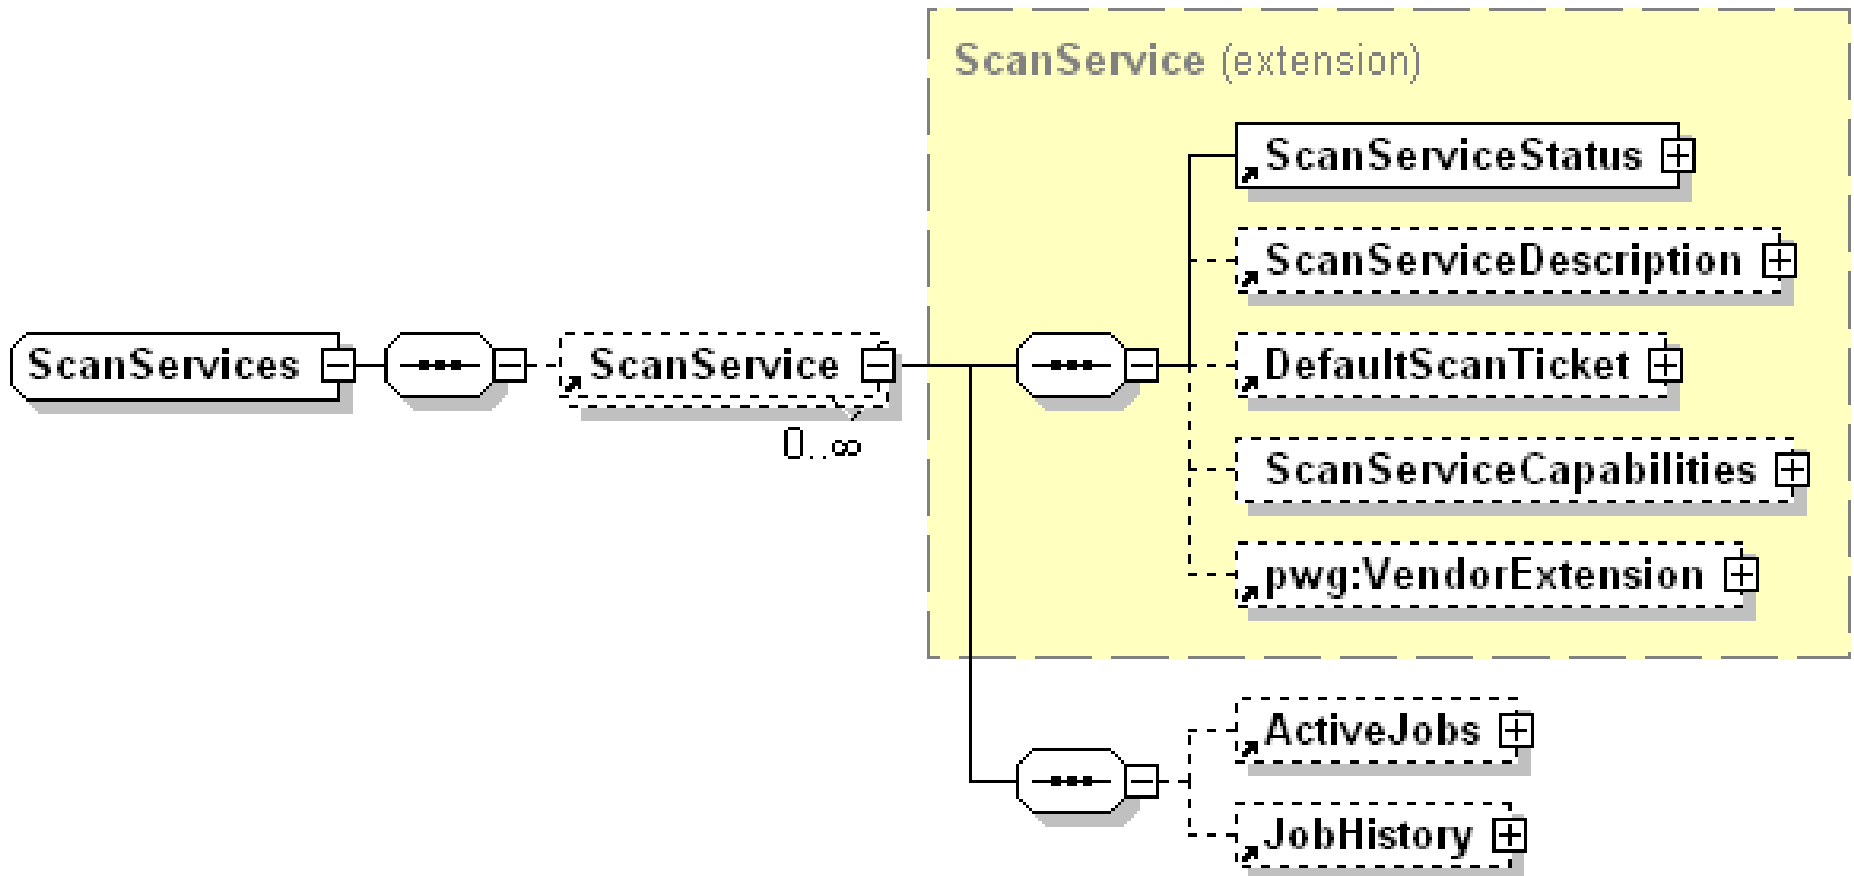 ScanService (extension)
ScanServiceStatus
ScanServiceDescription
ScanServices
ScanService
0..∞
DefaultScanTicket
ScanServiceCapabilities
pwg:VendorExtension
ActiveJobs
JobHistory